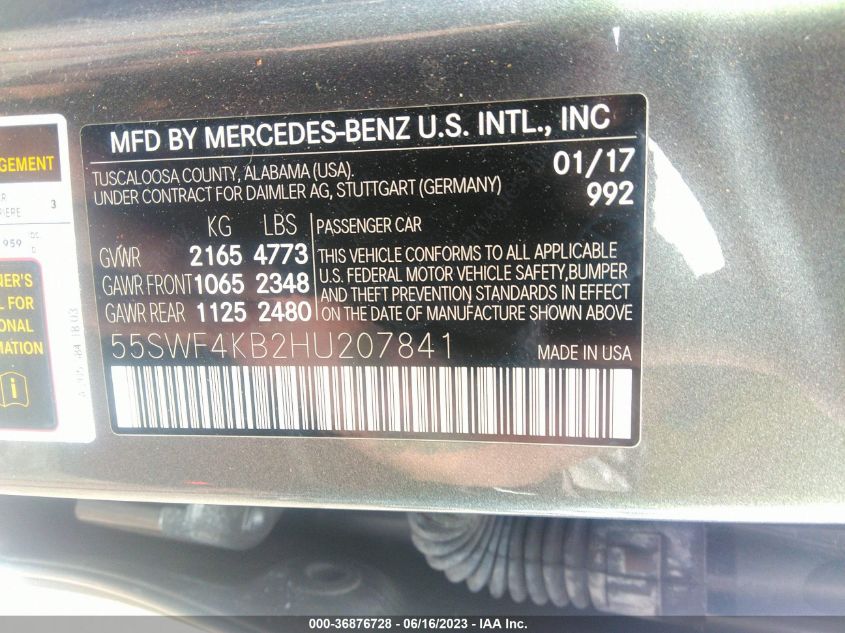 MFD BY MERCEDES-BENZ U.S. INTL., INC
TUSCALOOSA COUNTY, ALABAMA (USA).
UNDER CONTRACT FOR DAIMLER AG, STUTTGART (GERMANY)
01/17
992
KG LBS
GVWR 2165 4773
GAWR FRONT 1065 2348
GAWR REAR 1125 2480
PASSENGER CAR
THIS VEHICLE CONFORMS TO ALL APPLICABLE
U.S. FEDERAL MOTOR VEHICLE SAFETY,BUMPER
AND THEFT PREVENTION STANDARDS IN EFFECT
ON THE DATE OF MANUFACTURE SHOWN ABOVE
55SWF4KB2HU207841
MADE IN USA
GEMENT
3
959
NER'S
L FOR
ONAL
MATION
i
000-36876728 - 06/16/2023 - IAA Inc.